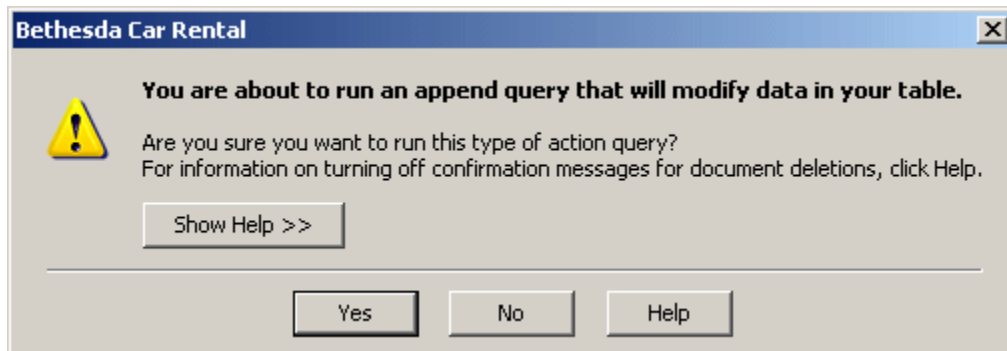 Bethesda Car Rental
You are about to run an append query that will modify data in your table.
Are you sure you want to run this type of action query?
For information on turning off confirmation messages for document deletions, click Help.
Show Help >>
Yes No Help